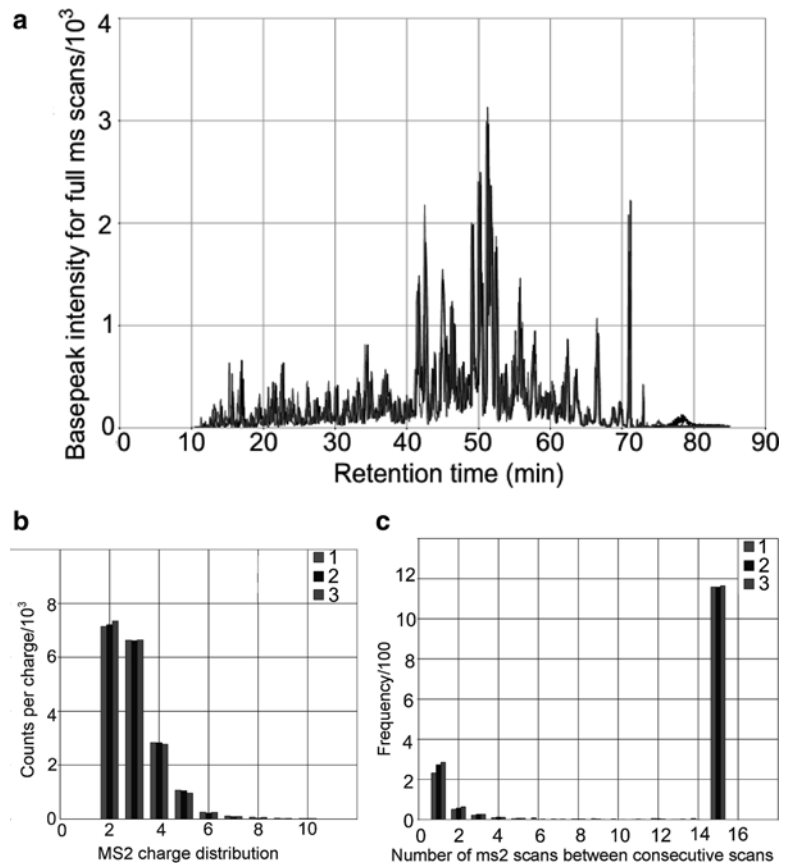 a
Basepeak intensity for full ms scans/10³
4
3
2
1
0
0 10 20 30 40 50 60 70 80 90
Retention time (min)
b
Counts per charge/10³
8
6
4
2
0
1
2
3
0 2 4 6 8 10
MS2 charge distribution
c
Frequency/100
12
10
8
6
4
2
0
1
2
3
0 2 4 6 8 10 12 14 16
Number of ms2 scans between consecutive scans